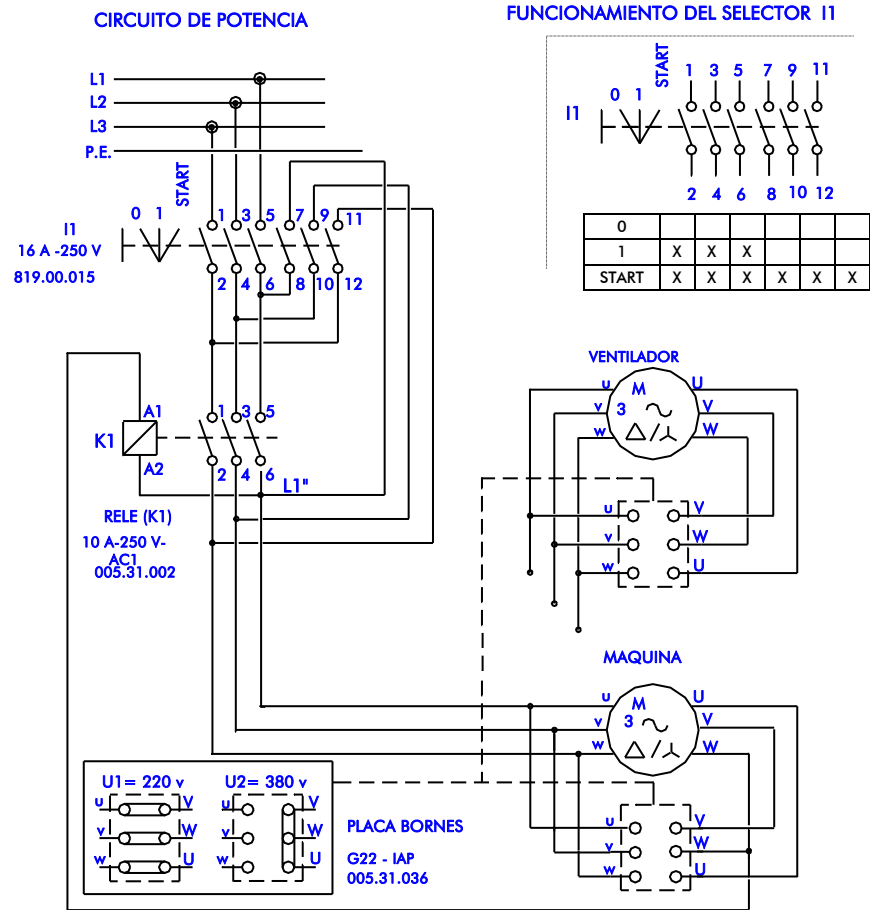 CIRCUITO DE POTENCIA
FUNCIONAMIENTO DEL SELECTOR I1
L1
L2
L3
P.E.
START
0 1
1 3 5 7 9 11
I1
16 A -250 V
819.00.015
2 4 6 8 10 12
START
0 1
1 3 5 7 9 11
I1
2 4 6 8 10 12
0
1 X X X
START X X X X X X
A1
1 3 5
K1
A2
2 4 6
L1"
RELE (K1)
10 A-250 V-
AC1
005.31.002
VENTILADOR
u M U
v 3 V
w W
u V
v W
w U
MAQUINA
u M U
v 3 V
w W
u V
v W
w U
U1= 220 v U2= 380 v
u V u V
v W v W
w U w U
PLACA BORNES
G22 - IAP
005.31.036